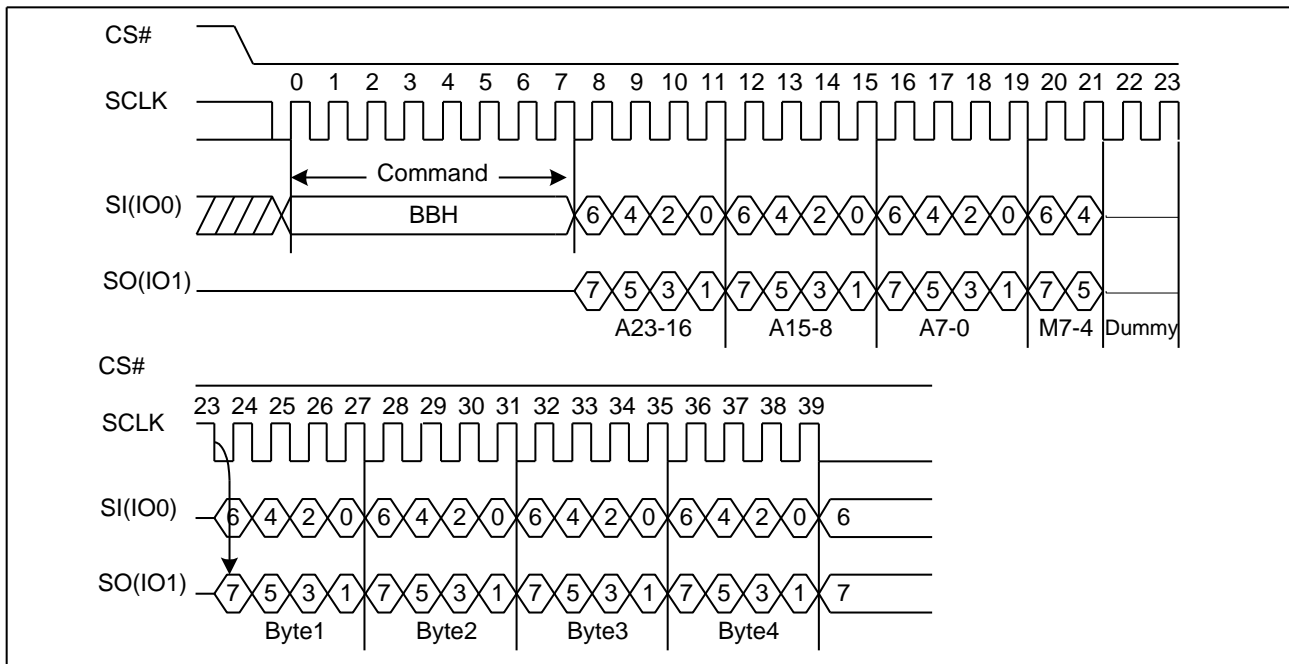 CS#
0 1 2 3 4 5 6 7 8 9 10 11 12 13 14 15 16 17 18 19 20 21 22 23
SCLK
Command
SI(IO0) BBH 6 4 2 0 6 4 2 0 6 4 2 0 6 4
SO(IO1) 7 5 3 1 7 5 3 1 7 5 3 1 7 5
A23-16 A15-8 A7-0 M7-4 Dummy
CS#
23 24 25 26 27 28 29 30 31 32 33 34 35 36 37 38 39
SCLK
SI(IO0) 6 4 2 0 6 4 2 0 6 4 2 0 6 4 2 0 6
SO(IO1) 7 5 3 1 7 5 3 1 7 5 3 1 7 5 3 1 7
Byte1 Byte2 Byte3 Byte4